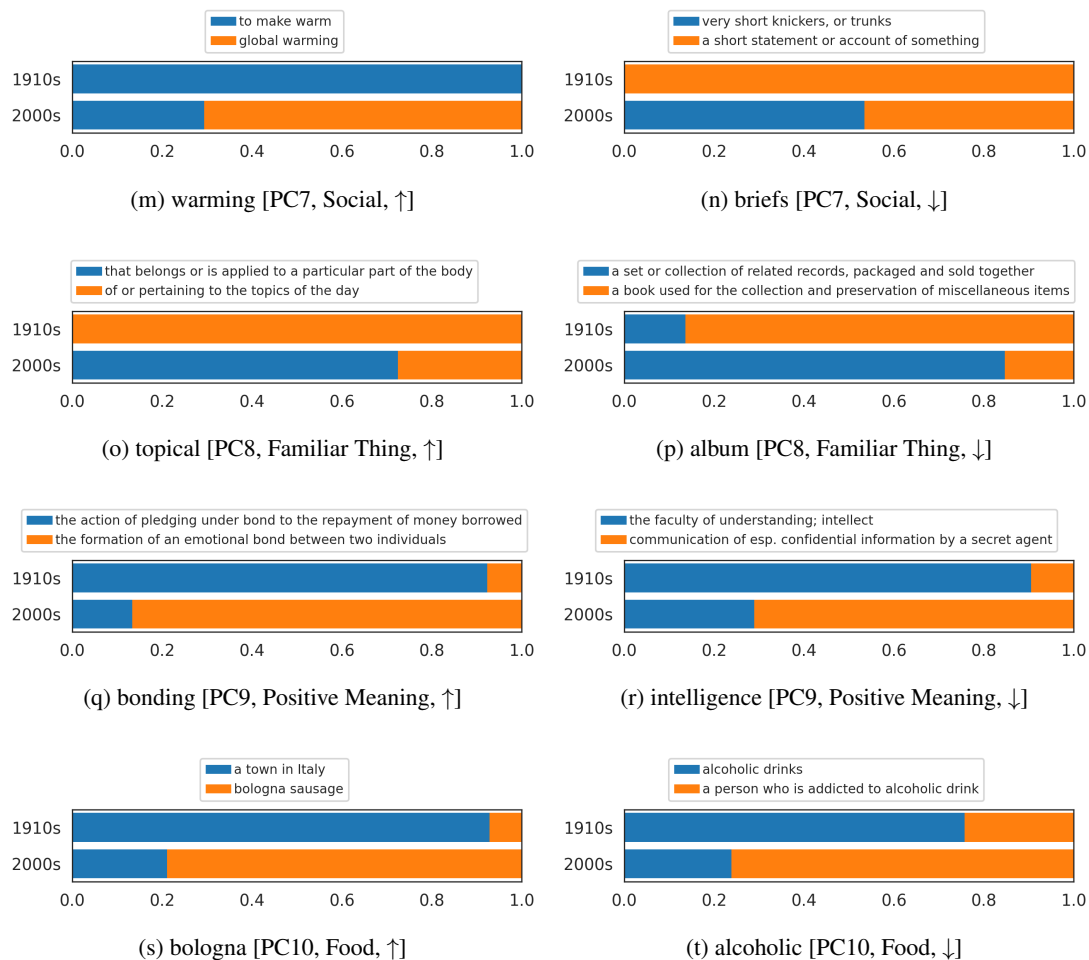 to make warm
global warming
1910s
2000s
0.0 0.2 0.4 0.6 0.8 1.0
(m) warming [PC7, Social, ↑]
very short knickers, or trunks
a short statement or account of something
1910s
2000s
0.0 0.2 0.4 0.6 0.8 1.0
(n) briefs [PC7, Social, ↓]
that belongs or is applied to a particular part of the body
of or pertaining to the topics of the day
1910s
2000s
0.0 0.2 0.4 0.6 0.8 1.0
(o) topical [PC8, Familiar Thing, ↑]
a set or collection of related records, packaged and sold together
a book used for the collection and preservation of miscellaneous items
1910s
2000s
0.0 0.2 0.4 0.6 0.8 1.0
(p) album [PC8, Familiar Thing, ↓]
the action of pledging under bond to the repayment of money borrowed
the formation of an emotional bond between two individuals
1910s
2000s
0.0 0.2 0.4 0.6 0.8 1.0
(q) bonding [PC9, Positive Meaning, ↑]
the faculty of understanding; intellect
communication of esp. confidential information by a secret agent
1910s
2000s
0.0 0.2 0.4 0.6 0.8 1.0
(r) intelligence [PC9, Positive Meaning, ↓]
a town in Italy
bologna sausage
1910s
2000s
0.0 0.2 0.4 0.6 0.8 1.0
(s) bologna [PC10, Food, ↑]
alcoholic drinks
a person who is addicted to alcoholic drink
1910s
2000s
0.0 0.2 0.4 0.6 0.8 1.0
(t) alcoholic [PC10, Food, ↓]